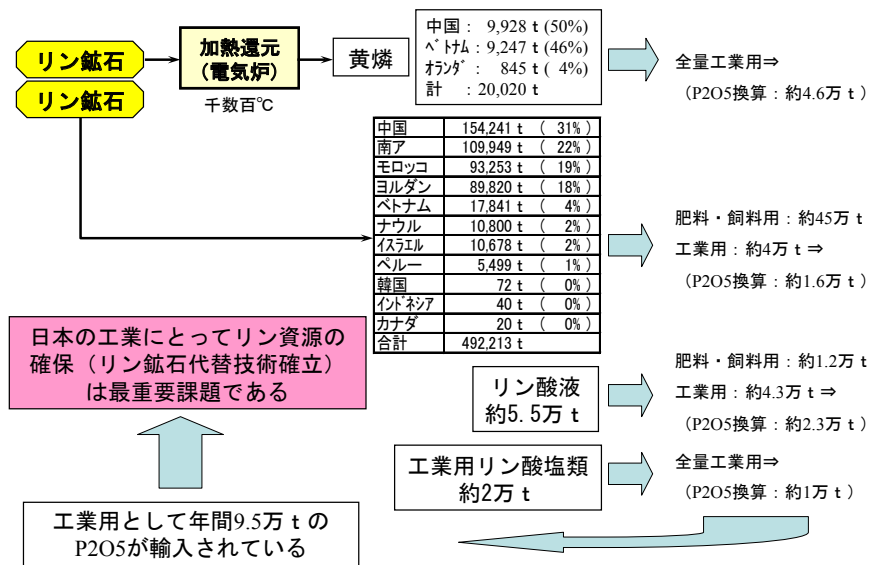 リン鉱石
リン鉱石
加熱還元
(電気炉)
千数百℃
黄燐
中国: 9,928 t (50%)
ベトナム: 9,247 t (46%)
オランダ: 845 t ( 4%)
計 : 20,020 t
全量工業用⇒
(P2O5換算:約4.6万 t)
中国 154,241 t ( 31% )
南ア 109,949 t ( 22% )
モロッコ 93,253 t ( 19% )
ヨルダン 89,820 t ( 18% )
ベトナム 17,841 t ( 4% )
ナウル 10,800 t ( 2% )
イスラエル 10,678 t ( 2% )
ペルー 5,499 t ( 1% )
韓国 72 t ( 0% )
インドネシア 40 t ( 0% )
カナダ 20 t ( 0% )
合計 492,213 t
肥料・飼料用:約45万 t
工業用:約4万 t ⇒
(P2O5換算:約1.6万 t)
日本の工業にとってリン資源の
確保(リン鉱石代替技術確立)
は最重要課題である
リン酸液
約5.5万 t
肥料・飼料用:約1.2万 t
工業用:約4.3万 t ⇒
(P2O5換算:約2.3万 t)
工業用リン酸塩類
約2万 t
全量工業用⇒
(P2O5換算:約1万 t)
工業用として年間9.5万 t の
P2O5が輸入されている